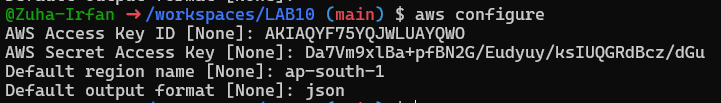 @Zuha-Irfan ➜/workspaces/LAB10 (main) $ aws configure
AWS Access Key ID [None]: AKIAQYF75YQJWLUAYQWO
AWS Secret Access Key [None]: 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
Default region name [None]: ap-south-1
Default output format [None]: json